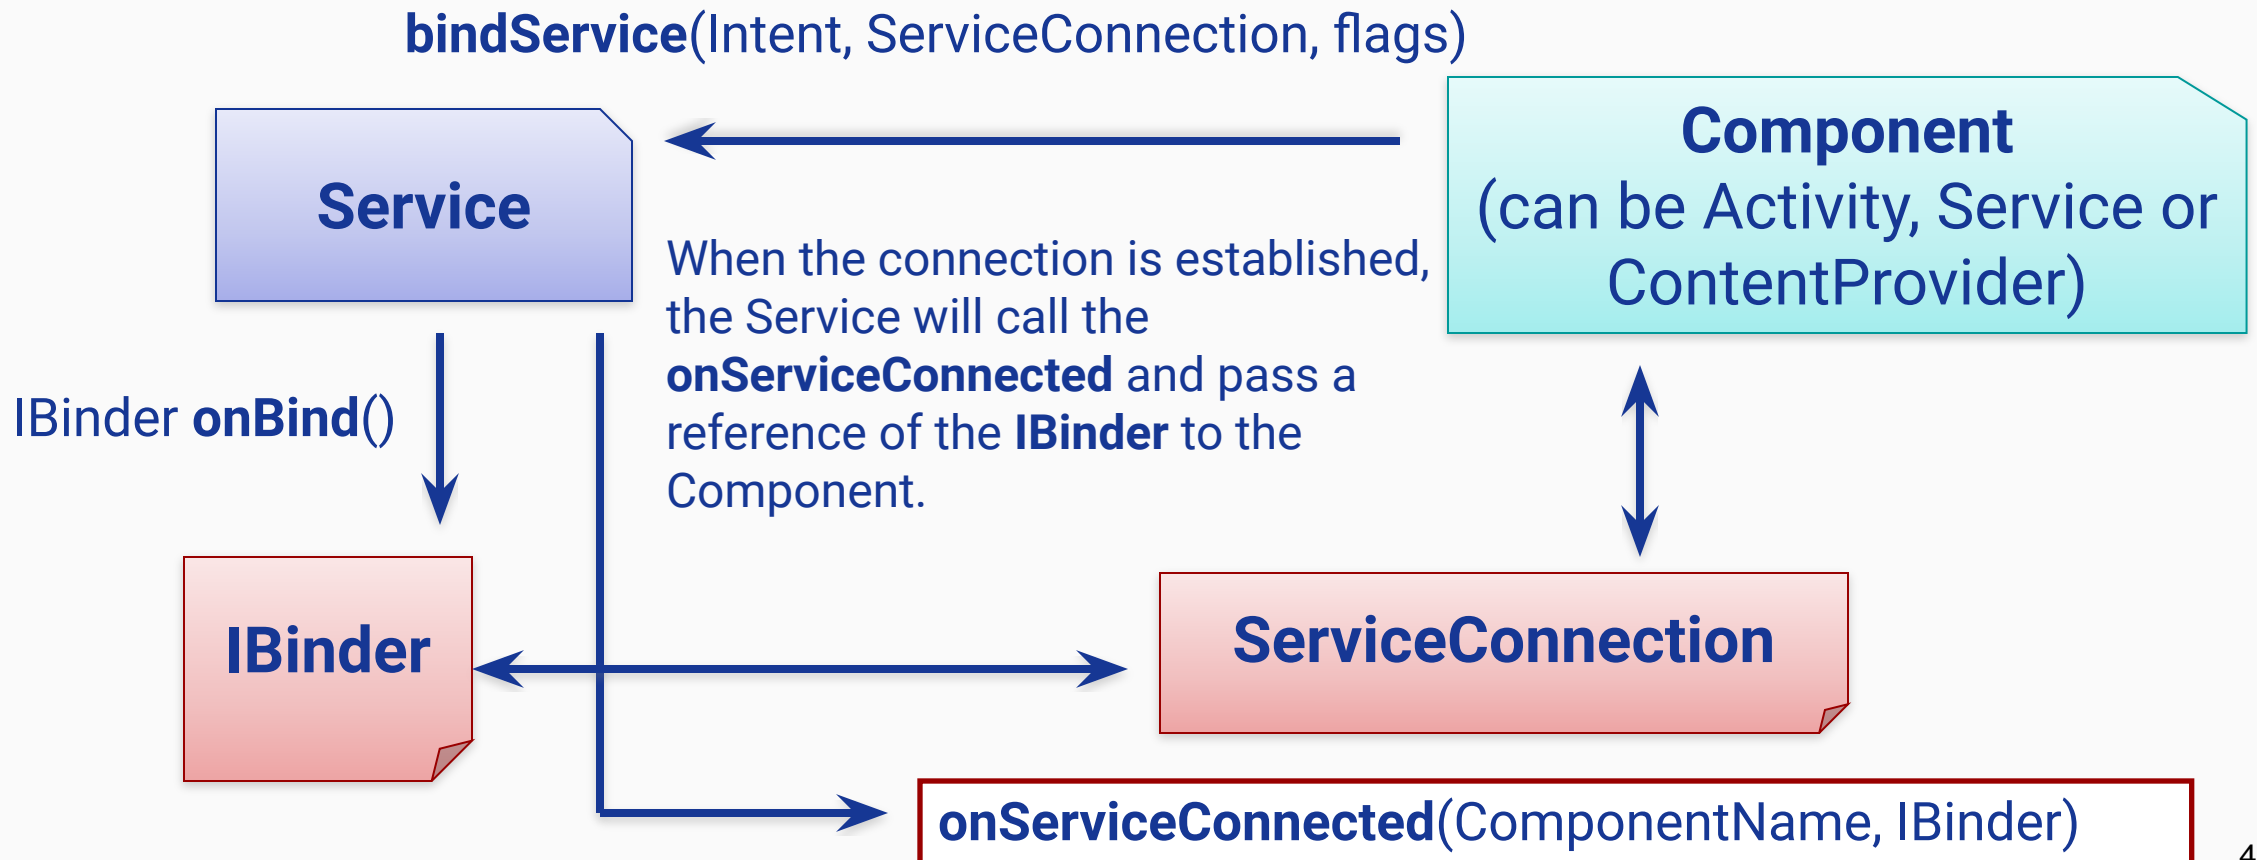 bindService(Intent, ServiceConnection, flags)
Service
Component
(can be Activity, Service or
ContentProvider)
When the connection is established,
the Service will call the
onServiceConnected and pass a
reference of the IBinder to the
Component.
IBinder onBind()
IBinder
ServiceConnection
onServiceConnected(ComponentName, IBinder)
4